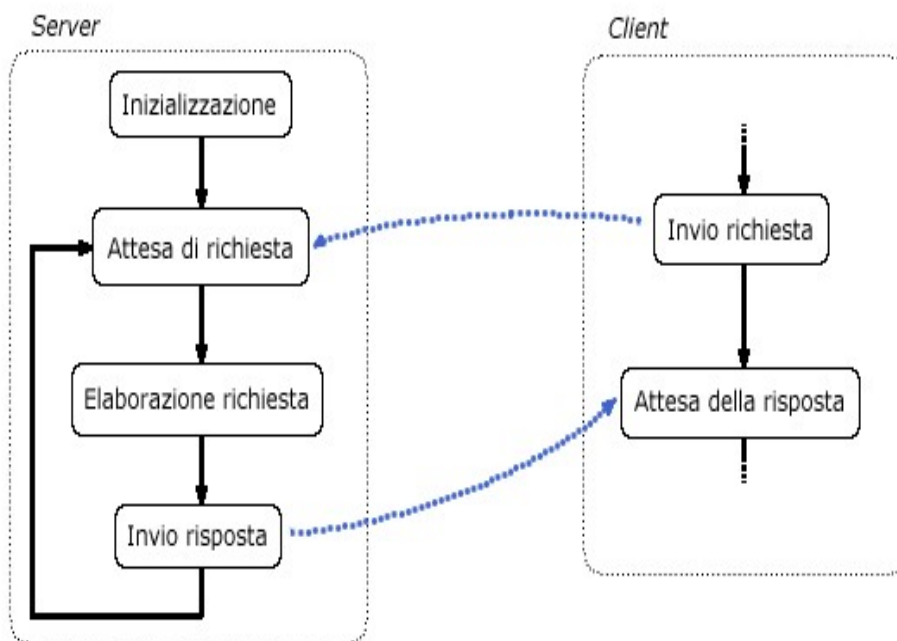 Server
Inizializzazione
Attesa di richiesta
Elaborazione richiesta
Invio risposta
Client
Invio richiesta
Attesa della risposta